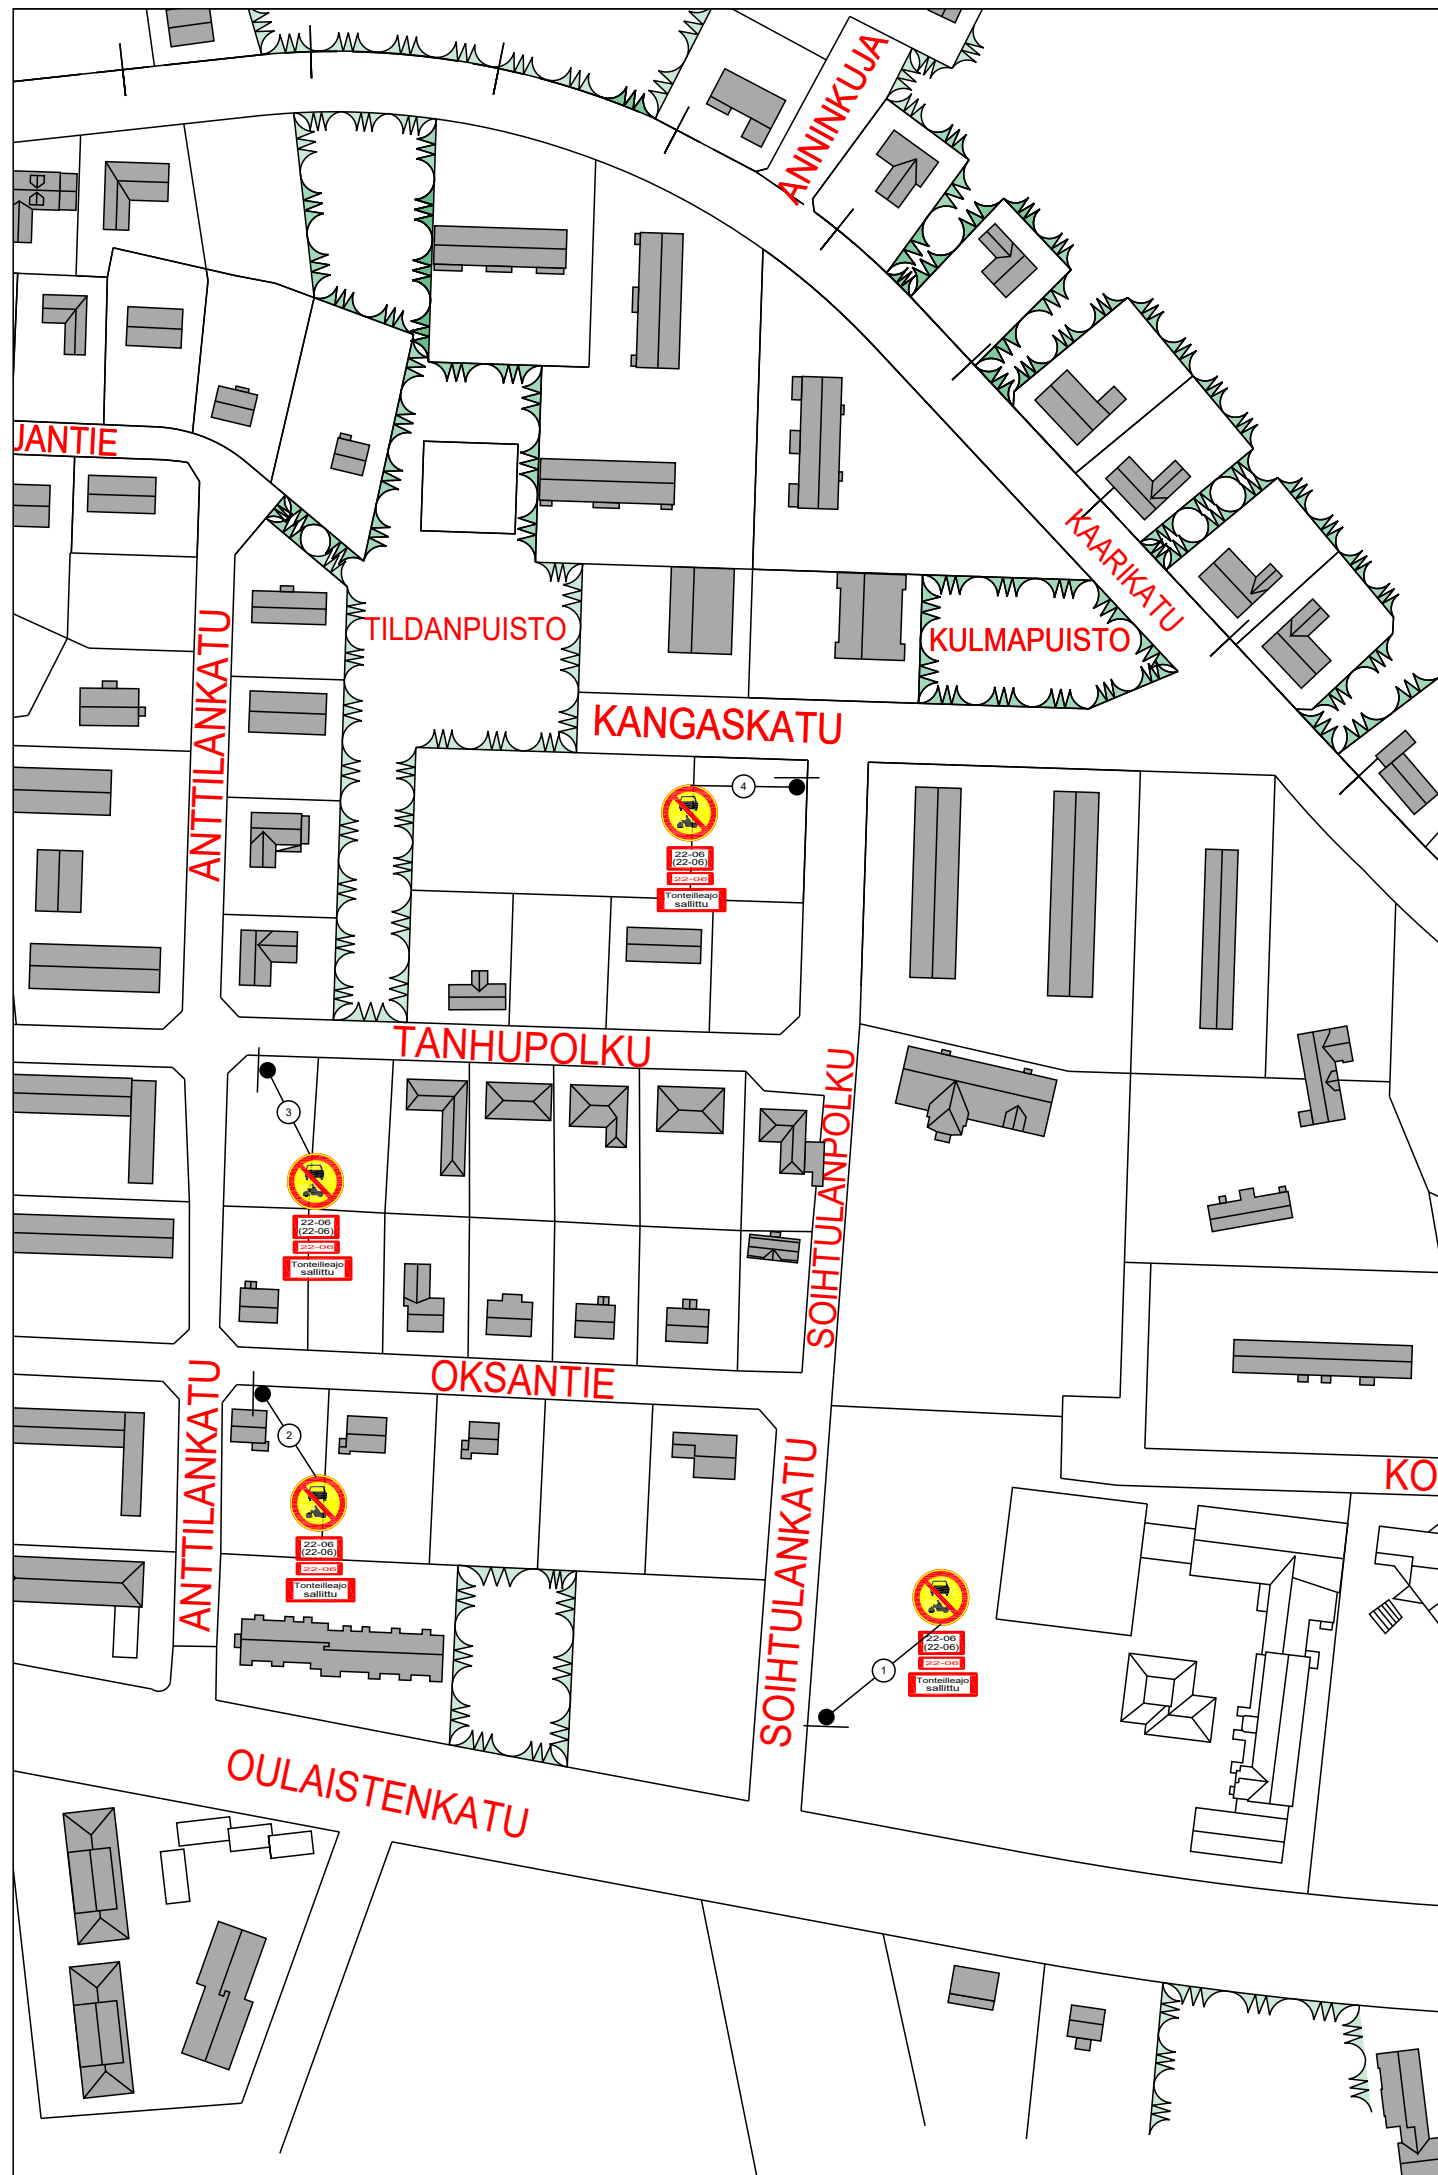 ANNINKUJA
JANTIE
KAARIKATU
TILDANPUISTO
KULMAPUISTO
ANTTILANKATU
KANGASKATU
4
22-06
(22-06)
22-06
Tonteilleajo
sallittu
TANHUPOLKU
SOIHTULANPOLKU
3
22-06
(22-06)
22-06
Tonteilleajo
sallittu
OKSANTIE
ANTTILANKATU
2
22-06
(22-06)
22-06
Tonteilleajo
sallittu
SOIHTULANKATU
KO
22-06
(22-06)
22-06
Tonteilleajo
sallittu
1
OULAISTENKATU